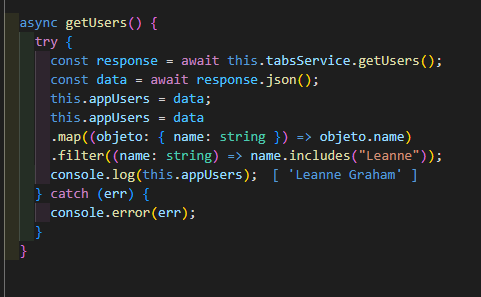 async getUsers() {
try {
const response = await this.tabsService.getUsers();
const data = await response.json();
this.appUsers = data;
this.appUsers = data
.map((objeto: { name: string }) => objeto.name)
.filter((name: string) => name.includes("Leanne"));
console.log(this.appUsers);  [ 'Leanne Graham' ]
} catch (err) {
console.error(err);
}
}